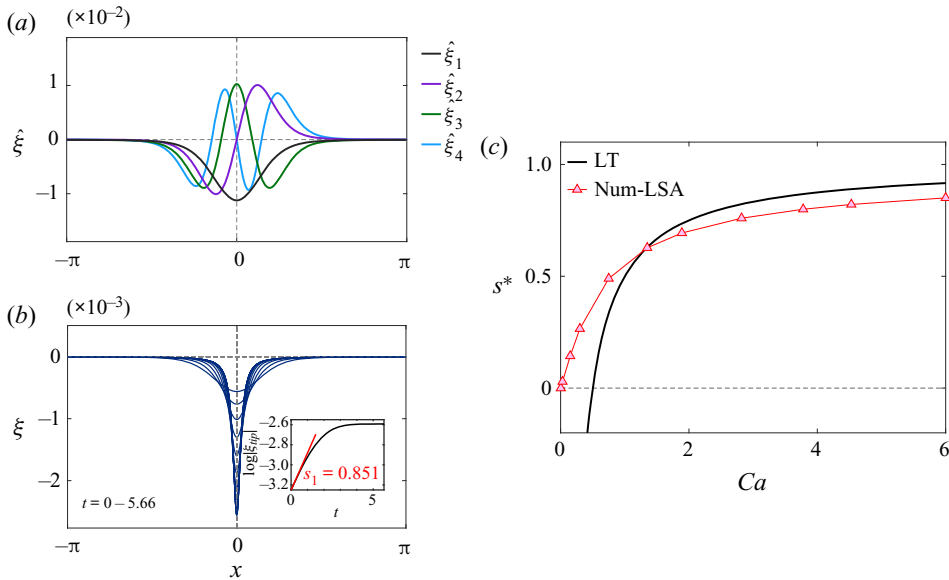 (a)
(×10⁻²)
1
0
−1
ξ̂
−π
0
π
ξ̂₁
ξ̂₂
ξ̂₃
ξ̂₄
(b)
(×10⁻³)
0
−1
−2
ξ
t = 0 – 5.66
−π
0
π
x
−2.6
−2.8
−3.0
−3.2
log|ξₜᵢₚ|
s₁ = 0.851
0
5
t
(c)
1.0
0.5
0
s*
LT
Num-LSA
0
2
4
6
Ca